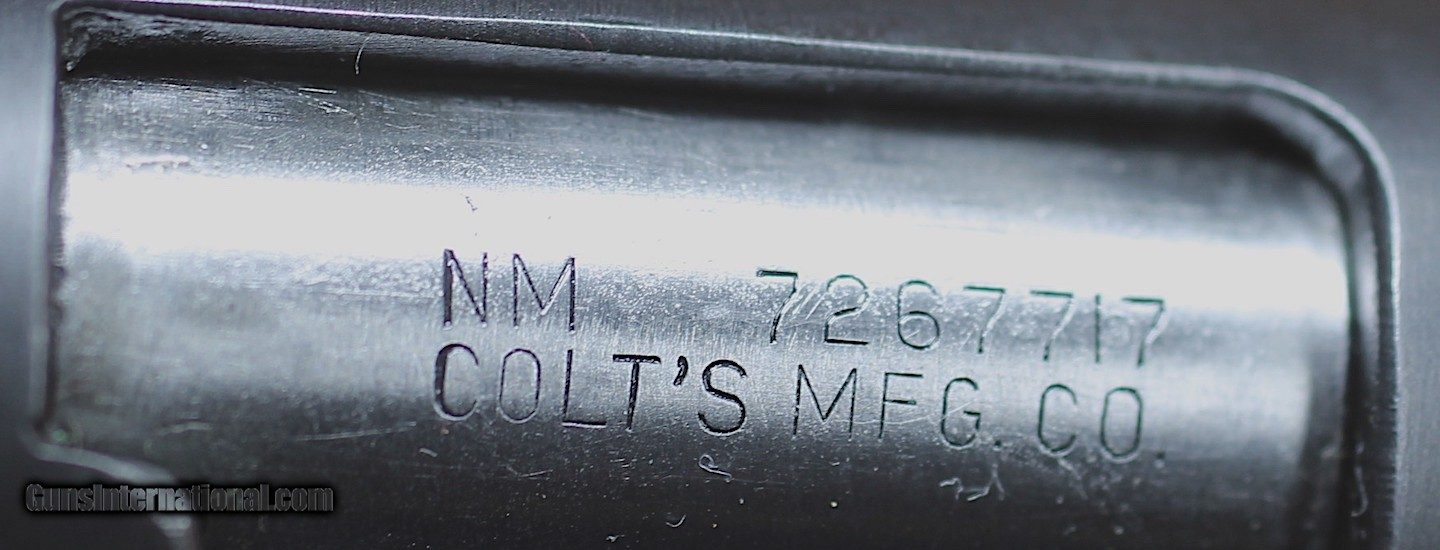 NM 7267717
COLT'S MFG. CO.
GunsInternational.com